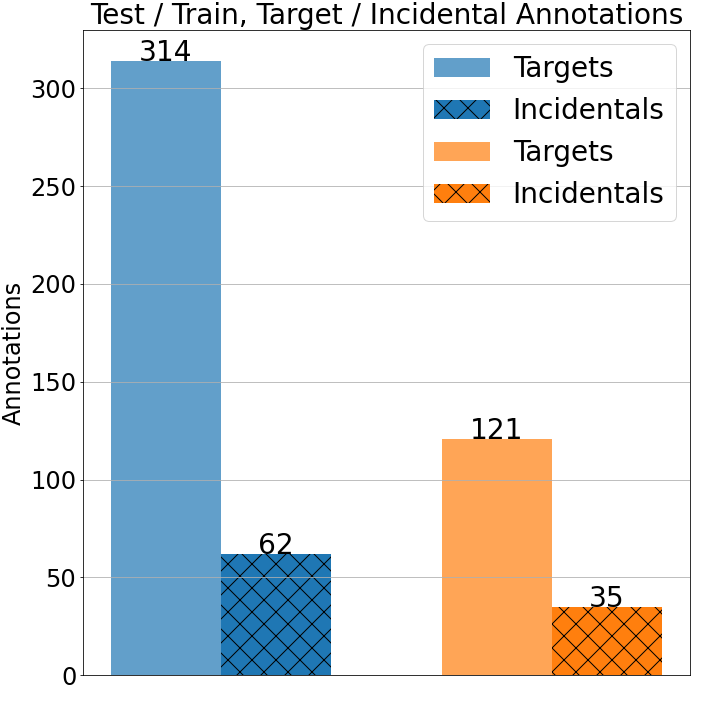 Test / Train, Target / Incidental Annotations
314
Targets
300
Incidentals
Targets
250
Incidentals
200
Annotations
150
121
100
62
50
35
0